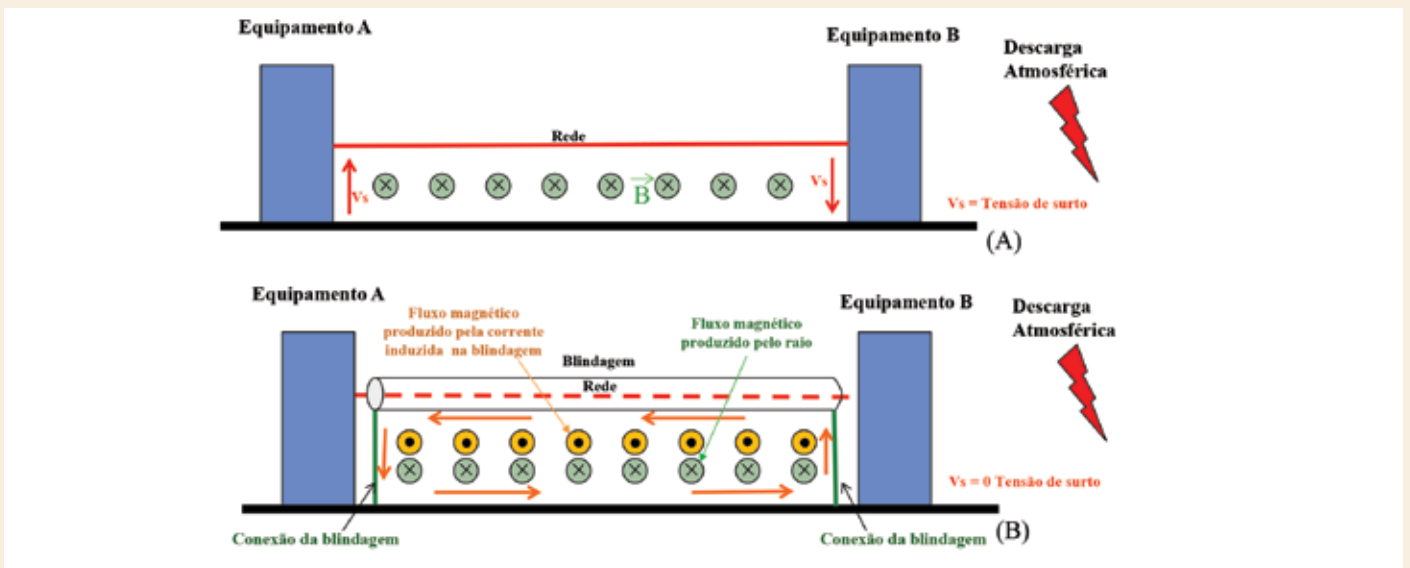 Equipamento A
Equipamento B
Descarga
Atmosférica
Rede
Vs
B
Vs
Vs = Tensão de surto
(A)
Equipamento A
Equipamento B
Descarga
Atmosférica
Fluxo magnético
produzido pela corrente
induzida na blindagem
Fluxo magnético
produzido pelo raio
Blindagem
Rede
Vs = 0 Tensão de surto
Conexão da blindagem
Conexão da blindagem
(B)